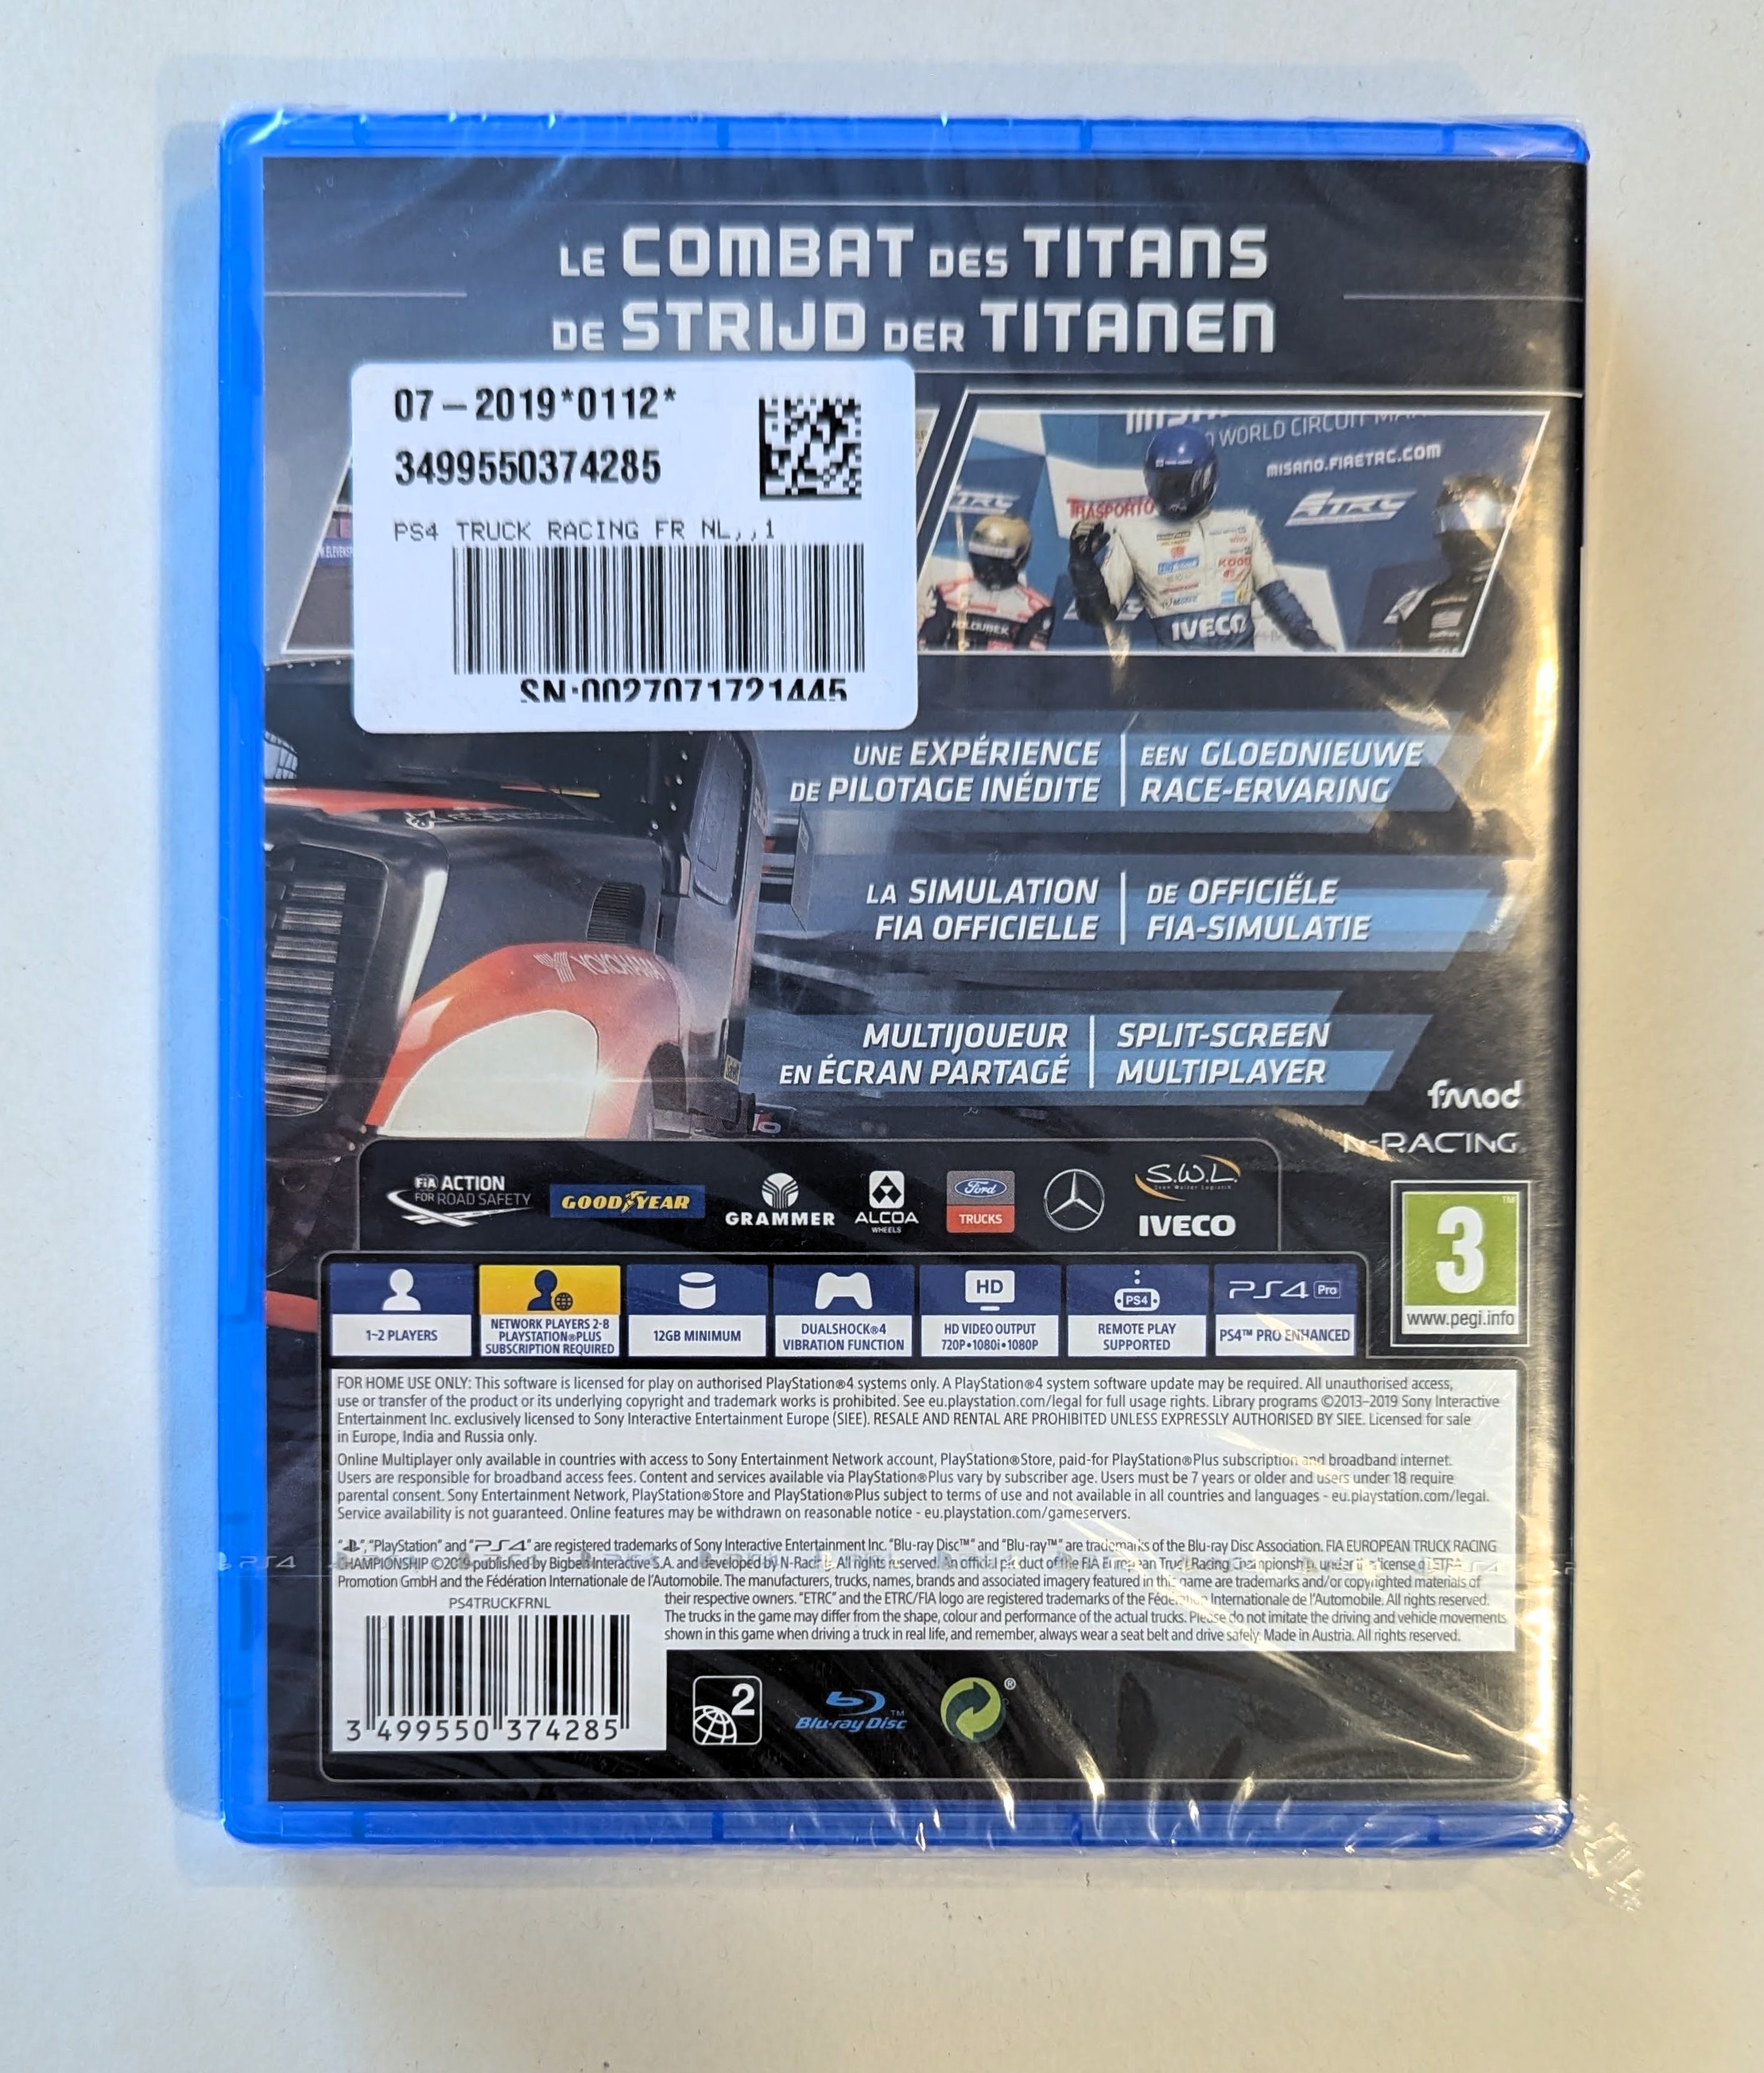 LE COMBAT DES TITANS
DE STRIJD DER TITANEN
07-2019*0112*
3499550374285
PS4 TRUCK RACING FR NL,,1
SN:0027071721445
WORLD CIRCUIT
MISANO.FIAETRC.COM
TRASPORTO
ETRC
IVECO
UNE EXPÉRIENCE
DE PILOTAGE INÉDITE
EEN GLOEDNIEUWE
RACE-ERVARING
LA SIMULATION
FIA OFFICIELLE
DE OFFICIËLE
FIA-SIMULATIE
YOKOHAMA
MULTIJOUEUR
EN ÉCRAN PARTAGÉ
SPLIT-SCREEN
MULTIPLAYER
fmod
N-RACING
FIA ACTION
FOR ROAD SAFETY
GOODYEAR
GRAMMER
ALCOA
WHEELS
Ford
TRUCKS
S.W.L.
IVECO
3
www.pegi.info
1-2 PLAYERS
NETWORK PLAYERS 2-8
PLAYSTATION®PLUS
SUBSCRIPTION REQUIRED
12GB MINIMUM
DUALSHOCK®4
VIBRATION FUNCTION
HD
HD VIDEO OUTPUT
720P•1080i•1080P
PS4
REMOTE PLAY
SUPPORTED
PS4 Pro
PS4™ PRO ENHANCED
FOR HOME USE ONLY: This software is licensed for play on authorised PlayStation®4 systems only. A PlayStation®4 system software update may be required. All unauthorised access,
use or transfer of the product or its underlying copyright and trademark works is prohibited. See eu.playstation.com/legal for full usage rights. Library programs ©2013–2019 Sony Interactive
Entertainment Inc. exclusively licensed to Sony Interactive Entertainment Europe (SIEE). RESALE AND RENTAL ARE PROHIBITED UNLESS EXPRESSLY AUTHORISED BY SIEE. Licensed for sale
in Europe, India and Russia only.
Online Multiplayer only available in countries with access to Sony Entertainment Network account, PlayStation®Store, paid-for PlayStation®Plus subscription and broadband internet.
Users are responsible for broadband access fees. Content and services available via PlayStation®Plus vary by subscriber age. Users must be 7 years or older and users under 18 require
parental consent. Sony Entertainment Network, PlayStation®Store and PlayStation®Plus subject to terms of use and not available in all countries and languages - eu.playstation.com/legal.
Service availability is not guaranteed. Online features may be withdrawn on reasonable notice - eu.playstation.com/gameservers.
"PlayStation" and "PS4" are registered trademarks of Sony Interactive Entertainment Inc. "Blu-ray Disc™" and "Blu-ray™" are trademarks of the Blu-ray Disc Association. FIA EUROPEAN TRUCK RACING
CHAMPIONSHIP ©2019 published by Bigben Interactive S.A. and developed by N-Racing. All rights reserved. An official product of the FIA European Truck Racing Championship, under the license of ETRA
Promotion GmbH and the Fédération Internationale de l'Automobile. The manufacturers, trucks, names, brands and associated imagery featured in this game are trademarks and/or copyrighted materials of
their respective owners. "ETRC" and the ETRC/FIA logo are registered trademarks of the Fédération Internationale de l'Automobile. All rights reserved.
The trucks in the game may differ from the shape, colour and performance of the actual trucks. Please do not imitate the driving and vehicle movements
shown in this game when driving a truck in real life, and remember, always wear a seat belt and drive safely. Made in Austria. All rights reserved.
PS4TRUCKFRNL
3 499550 374285
2
Blu-ray Disc™
®